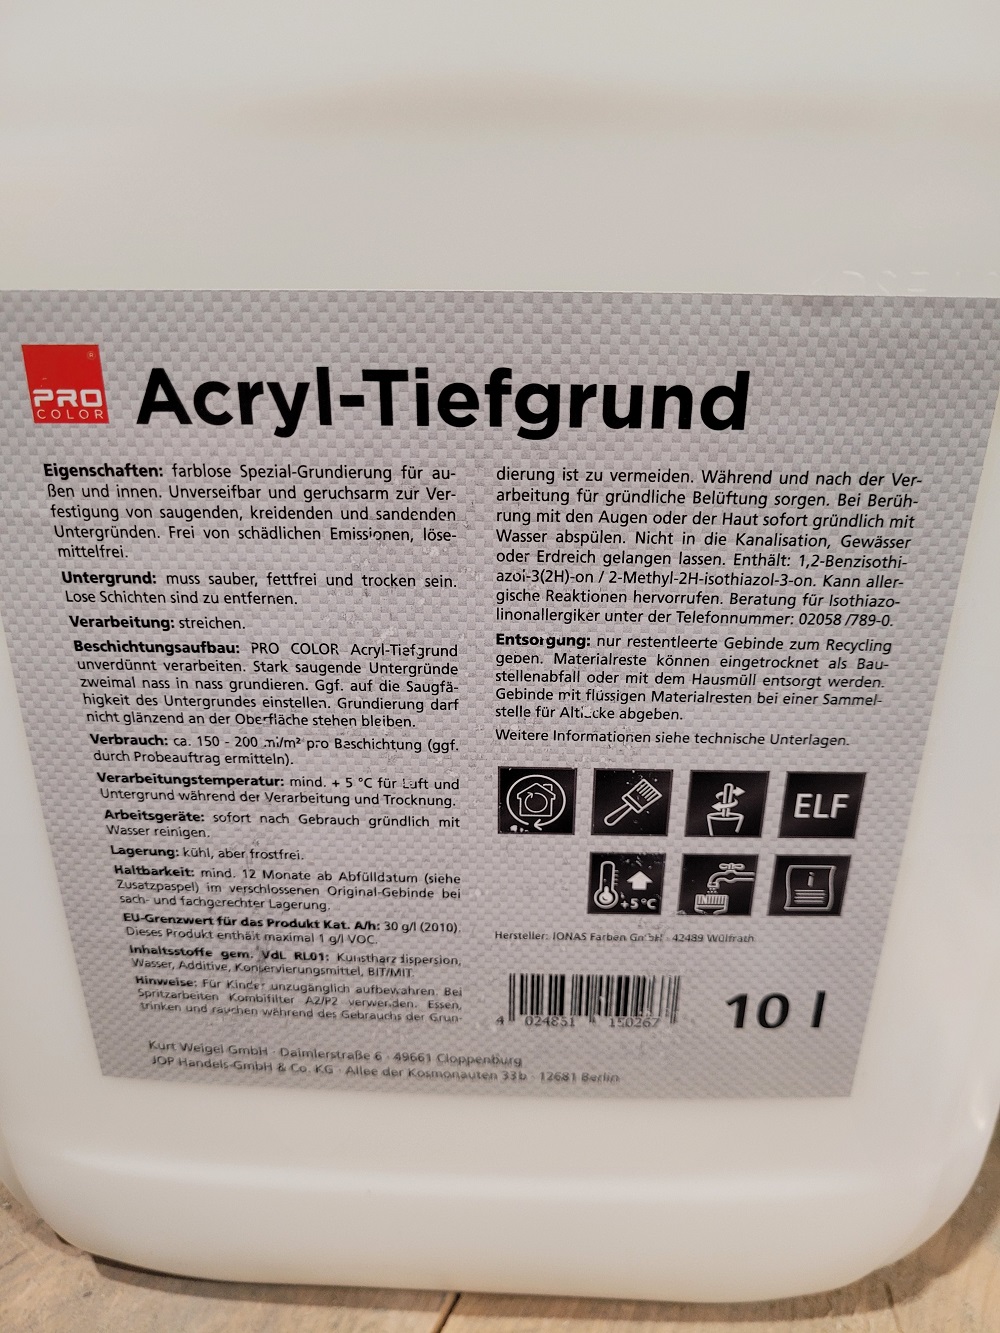 ®
PRO
COLOR
Acryl-Tiefgrund
Eigenschaften: farblose Spezial-Grundierung für au-
ßen und innen. Unverseifbar und geruchsarm zur Ver-
festigung von saugenden, kreidenden und sandenden
Untergründen. Frei von schädlichen Emissionen, löse-
mittelfrei.
Untergrund: muss sauber, fettfrei und trocken sein.
Lose Schichten sind zu entfernen.
Verarbeitung: streichen.
Beschichtungsaufbau: PRO COLOR Acryl-Tiefgrund
unverdünnt verarbeiten. Stark saugende Untergründe
zweimal nass in nass grundieren. Ggf. auf die Saugfä-
higkeit des Untergrundes einstellen. Grundierung darf
nicht glänzend an der Oberfläche stehen bleiben.
Verbrauch: ca. 150 - 200 ml/m² pro Beschichtung (ggf.
durch Probeauftrag ermitteln).
Verarbeitungstemperatur: mind. + 5 °C für Luft und
Untergrund während der Verarbeitung und Trocknung.
Arbeitsgeräte: sofort nach Gebrauch gründlich mit
Wasser reinigen.
Lagerung: kühl, aber frostfrei.
Haltbarkeit: mind. 12 Monate ab Abfülldatum (siehe
Zusatzpaspel) im verschlossenen Original-Gebinde bei
sach- und fachgerechter Lagerung.
EU-Grenzwert für das Produkt Kat. A/h: 30 g/l (2010).
Dieses Produkt enthält maximal 1 g/l VOC.
Inhaltsstoffe gem. VdL RL01: Kunstharzdispersion,
Wasser, Additive, Konservierungsmittel, BIT/MIT.
Hinweise: Für Kinder unzugänglich aufbewahren. Bei
Spritzarbeiten Kombifilter A2/P2 verwenden. Essen,
trinken und rauchen während des Gebrauchs der Grun-
dierung ist zu vermeiden. Während und nach der Ver-
arbeitung für gründliche Belüftung sorgen. Bei Berüh-
rung mit den Augen oder der Haut sofort gründlich mit
Wasser abspülen. Nicht in die Kanalisation, Gewässer
oder Erdreich gelangen lassen. Enthält: 1,2-Benzisothi-
azol-3(2H)-on / 2-Methyl-2H-isothiazol-3-on. Kann aller-
gische Reaktionen hervorrufen. Beratung für Isothiazo-
linonallergiker unter der Telefonnummer: 02058 /789-0.
Entsorgung: nur restentleerte Gebinde zum Recycling
geben. Materialreste können eingetrocknet als Bau-
stellenabfall oder mit dem Hausmüll entsorgt werden.
Gebinde mit flüssigen Materialresten bei einer Sammel-
stelle für Altlacke abgeben.
Weitere Informationen siehe technische Unterlagen.
ELF
+5°C
i
Hersteller: IONAS Farben GmbH · 42489 Wülfrath
4 024851 150267
10 l
Kurt Weigel GmbH · Daimlerstraße 6 · 49661 Cloppenburg
JOP Handels-GmbH & Co. KG · Allee der Kosmonauten 33b · 12681 Berlin